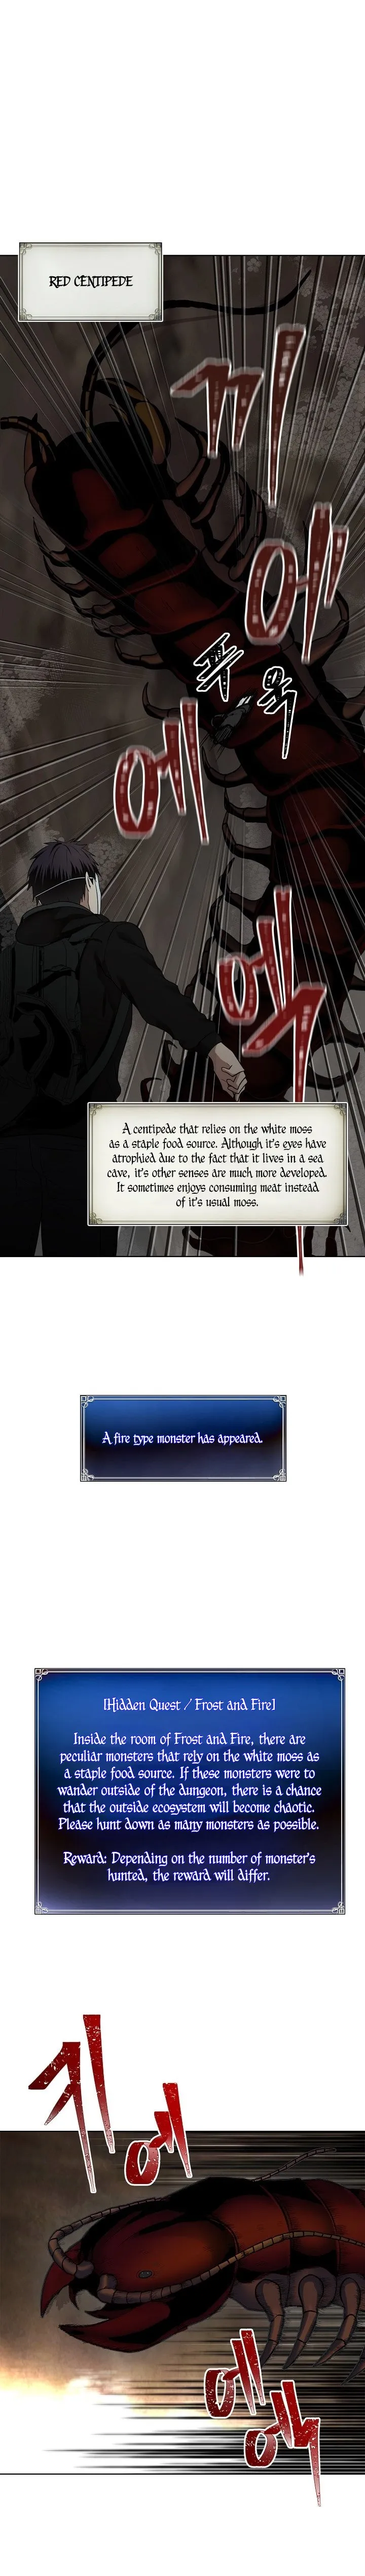 RED CENTIPEDE
끼
에
푹
퍽
에
엑
A centipede that relies on the white moss
as a staple food source. Although it's eyes have
atrophied due to the fact that it lives in a sea
cave, it's other senses are much more developed.
It sometimes enjoys consuming meat instead
of it's usual moss.
A fire type monster has appeared.
[Hidden Quest / Frost and Fire]
Inside the room of Frost and Fire, there are
peculiar monsters that rely on the white moss as
a staple food source. If these monsters were to
wander outside of the dungeon, there is a chance
that the outside ecosystem will become chaotic.
Please hunt down as many monsters as possible.
Reward: Depending on the number of monster's
hunted, the reward will differ.
키
에
에
엑